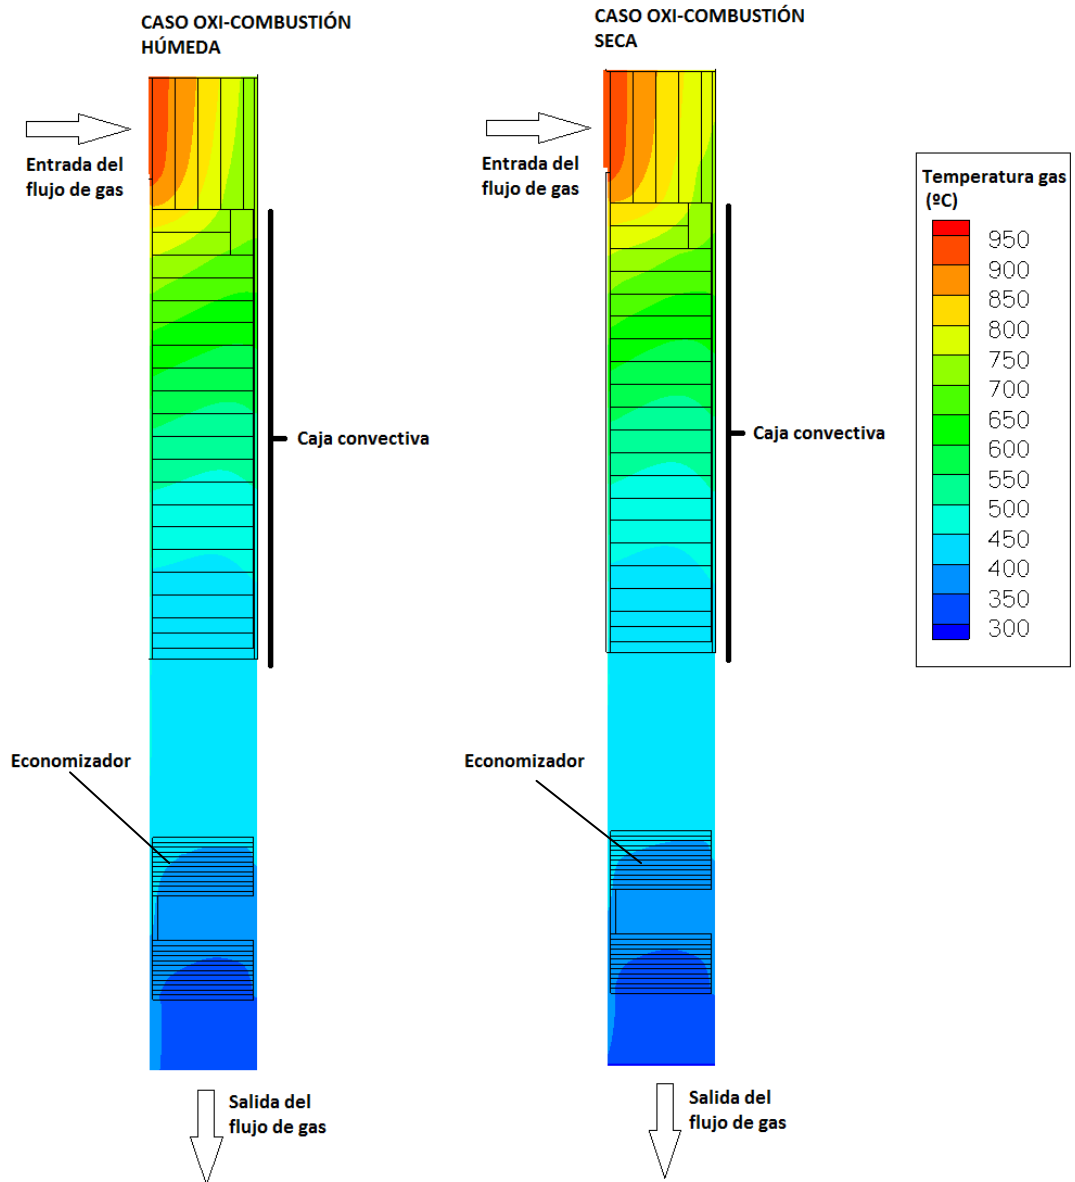 CASO OXI-COMBUSTIÓN
HÚMEDA
Entrada del
flujo de gas
Caja convectiva
Economizador
Salida del
flujo de gas
CASO OXI-COMBUSTIÓN
SECA
Entrada del
flujo de gas
Caja convectiva
Economizador
Salida del
flujo de gas
Temperatura gas
(ºC)
950
900
850
800
750
700
650
600
550
500
450
400
350
300